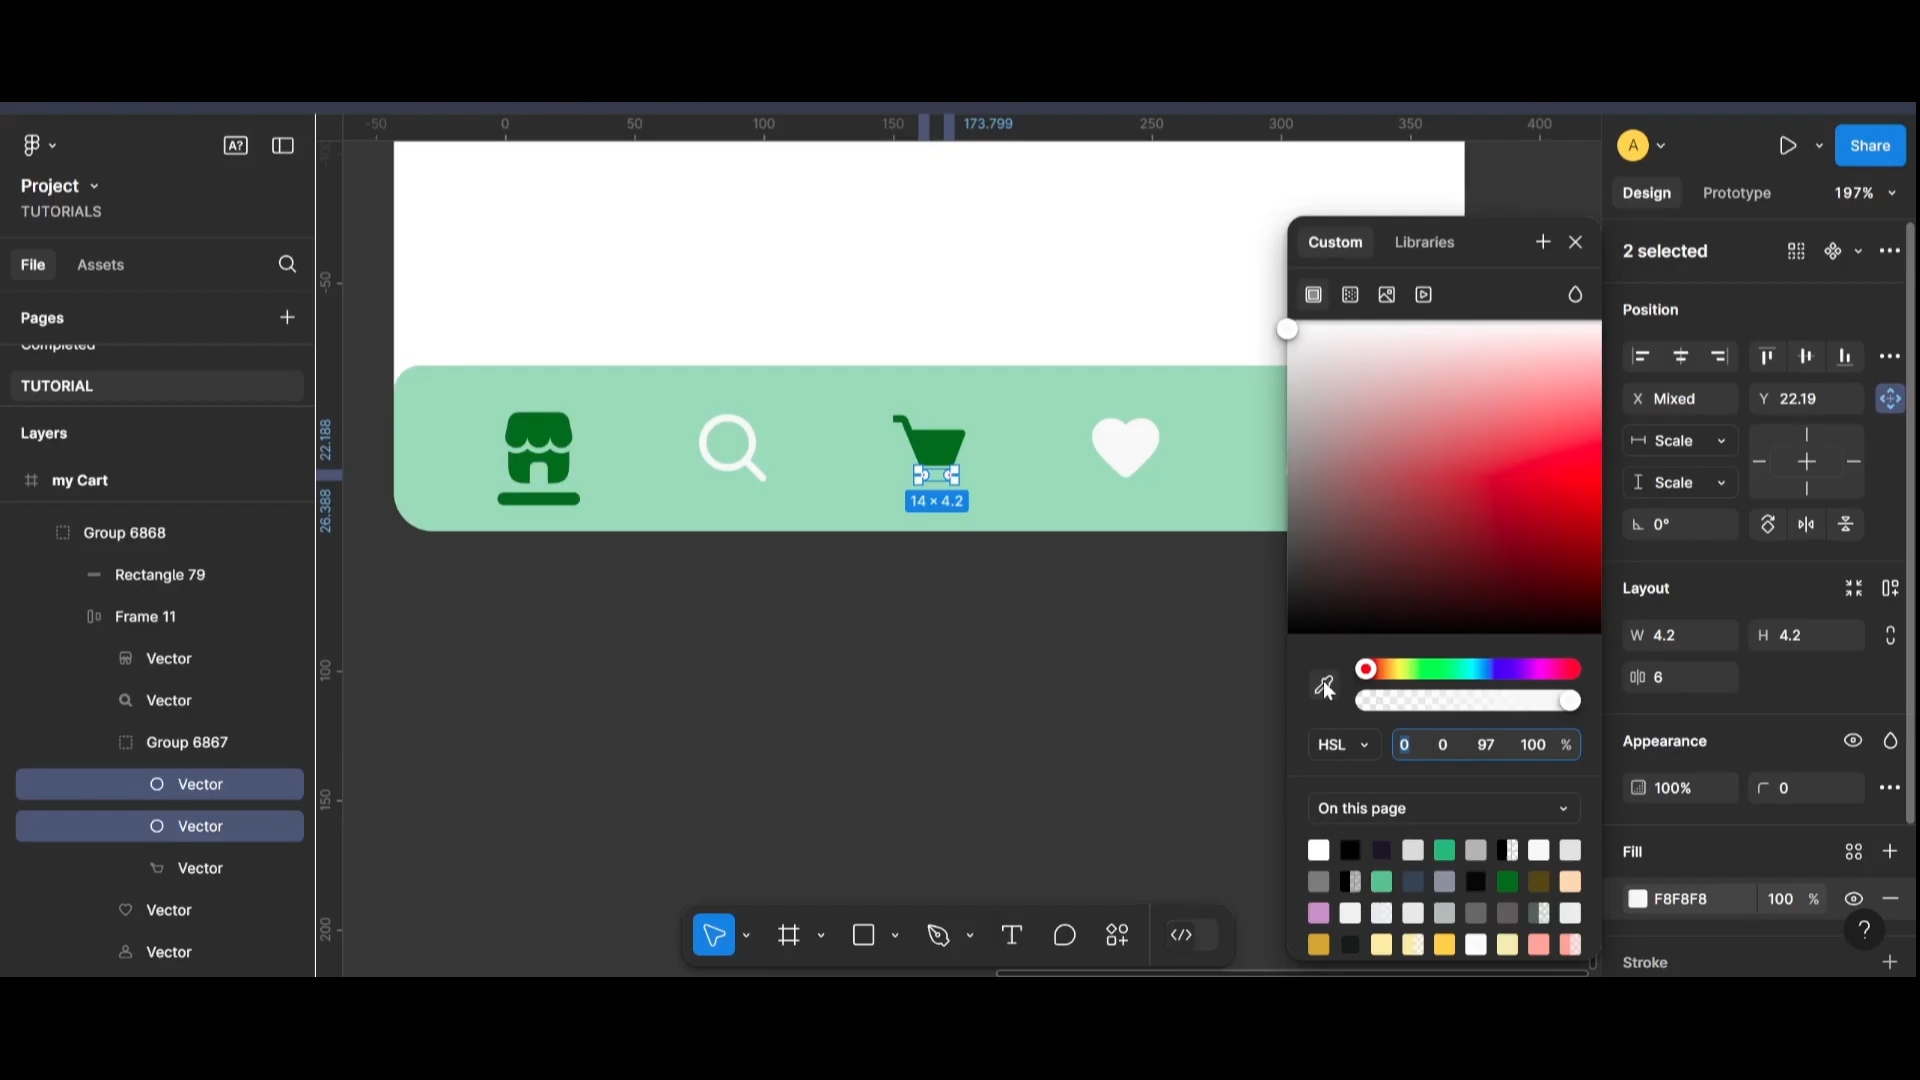 Project
TUTORIALS
File
Assets
Pages
Completed
TUTORIAL
Layers
my Cart
Group 6868
Rectangle 79
Frame 11
Vector
Vector
Group 6867
Vector
Vector
Vector
Vector
Vector
-50
0
50
100
150
173.799
250
300
350
400
-100
-50
22.188
26.388
100
150
200
14 × 4.2
Custom
Libraries
HSL
0 0 97 100 %
On this page
A
Share
Design
Prototype
197%
2 selected
Position
X Mixed
Y 22.19
Scale
Scale
0°
Layout
W 4.2
H 4.2
6
Appearance
100%
0
Fill
F8F8F8
100 %
?
Stroke